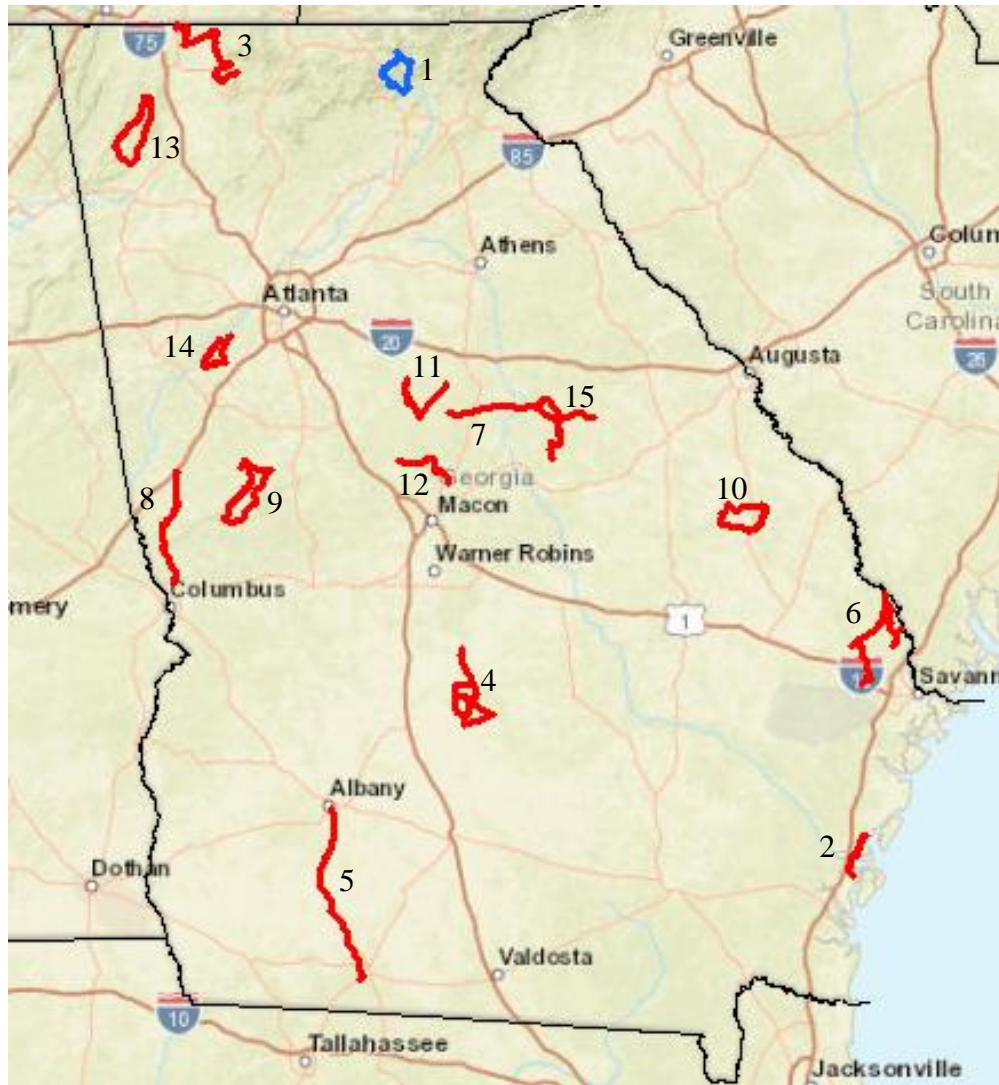 Greenville
75
3
1
13
85
Athens
Colum
Atlanta
South
Carolina
14
20
26
Augusta
11
15
7
Georgia
12
8
9
10
Macon
Warner Robins
Columbus
mery
1
6
4
Savann
Albany
2
Dothan
5
Valdosta
10
Tallahassee
Jacksonville